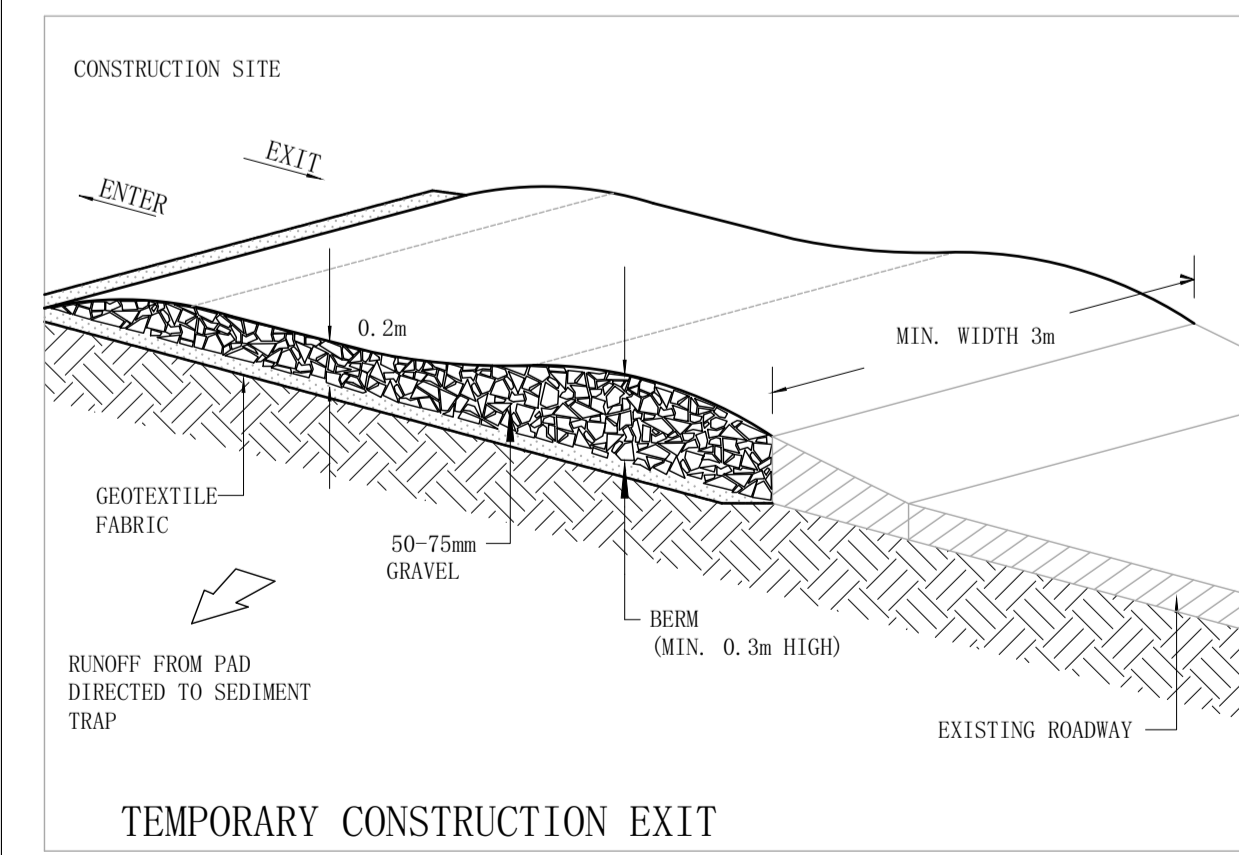 CONSTRUCTION SITE
EXIT
ENTER
0.2m
MIN. WIDTH 3m
GEOTEXTILE
FABRIC
50-75mm
GRAVEL
BERM
(MIN. 0.3m HIGH)
RUNOFF FROM PAD
DIRECTED TO SEDIMENT
TRAP
EXISTING ROADWAY
TEMPORARY CONSTRUCTION EXIT